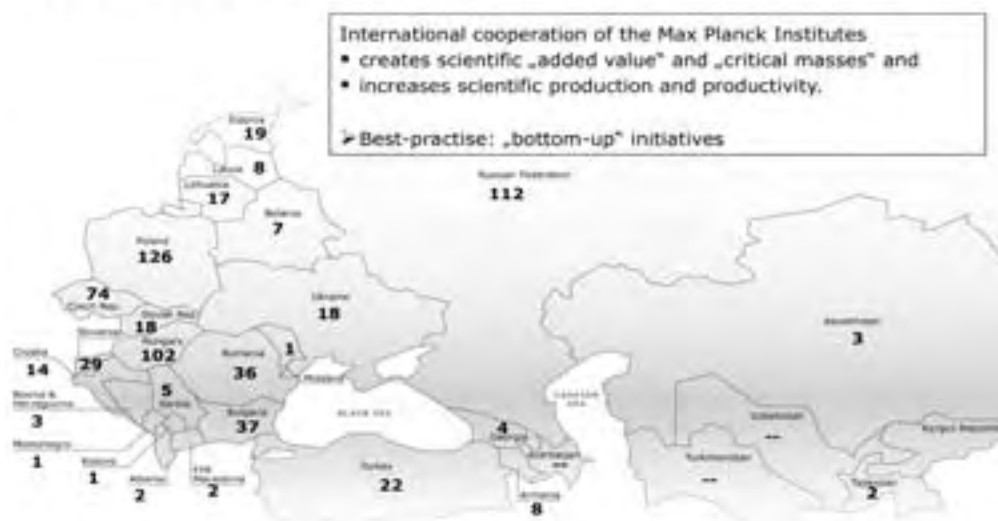 International cooperation of the Max Planck Institutes
▪ creates scientific „added value“ and „critical masses“ and
▪ increases scientific production and productivity.
➢ Best-practise: „bottom-up“ initiatives
Estonia
19
Latvia 8
Lithuania
17
Russian Federation
112
Belarus
7
Poland
126
74
Czech Rep.
Ukraine
18
Slovak Rep.
18
Slovenia
29
Hungary
102
Romania
36
1
Moldova
Kazakhstan
3
Croatia
14
5
Serbia
Bosnia &
Herzegovina
3
Bulgaria
37
BLACK SEA
CASPIAN
SEA
4
Georgia
Azerbaijan
--
Uzbekistan
--
Kyrgyz Republic
Turkmenistan
--
Montenegro
1
Kosovo
1
Albania
2
FYR
Macedonia
2
Turkey
22
Armenia
8
Tajikistan
2